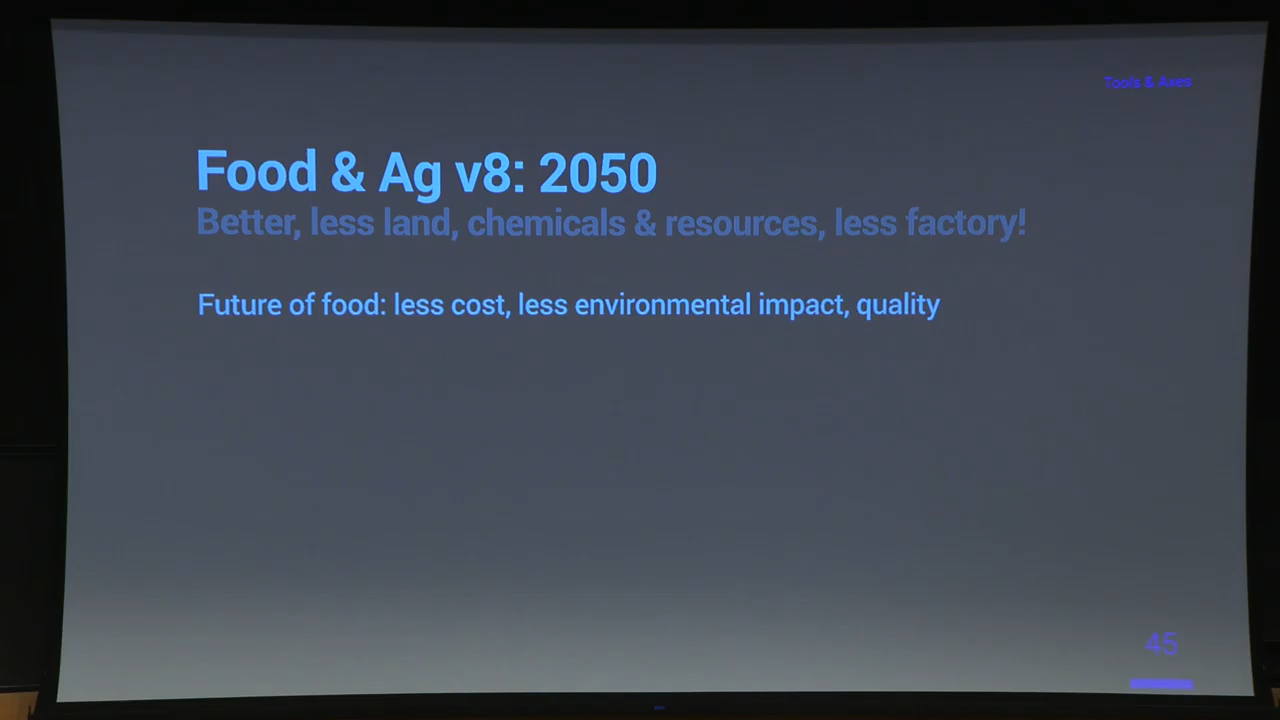 Tools & Axes
Food & Ag v8: 2050
Better, less land, chemicals & resources, less factory!
Future of food: less cost, less environmental impact, quality
45